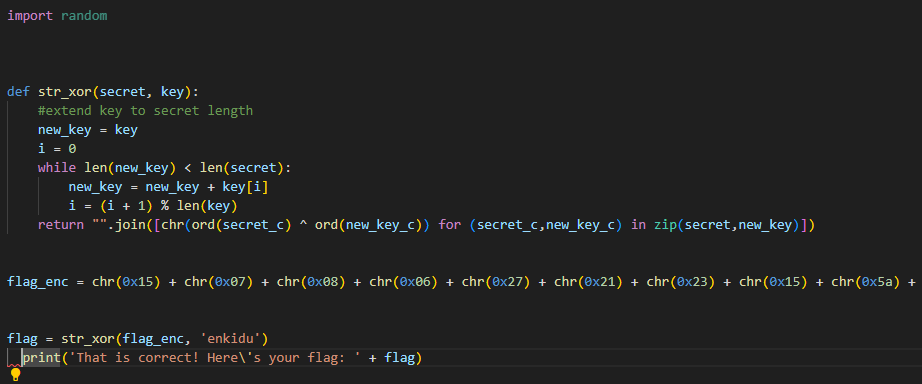 import random
def str_xor(secret, key):
    #extend key to secret length
    new_key = key
    i = 0
    while len(new_key) < len(secret):
        new_key = new_key + key[i]
        i = (i + 1) % len(key)
    return "".join([chr(ord(secret_c) ^ ord(new_key_c)) for (secret_c,new_key_c) in zip(secret,new_key)])
flag_enc = chr(0x15) + chr(0x07) + chr(0x08) + chr(0x06) + chr(0x27) + chr(0x21) + chr(0x23) + chr(0x15) + chr(0x5a) +
flag = str_xor(flag_enc, 'enkidu')
  print('That is correct! Here\'s your flag: ' + flag)